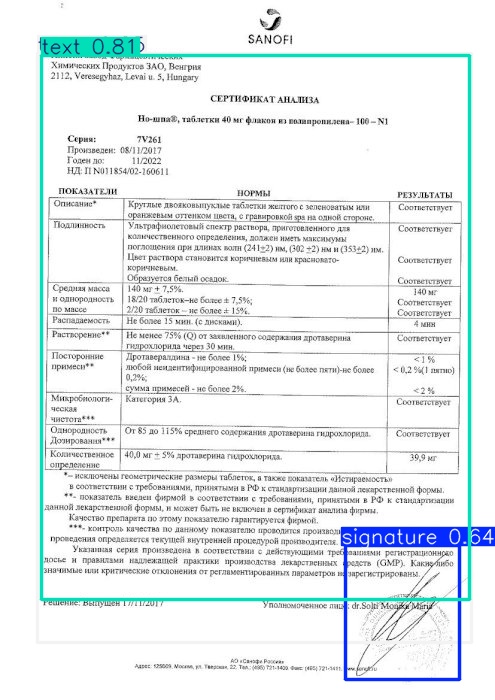 SANOFI
text 0.81
Химических Продуктов ЗАО, Венгрия
2112, Veresegyhaz, Levai u. 5, Hungary
СЕРТИФИКАТ АНАЛИЗА
Но-шпа®, таблетки 40 мг флакон из полипропилена– 100 – N1
Серия: 7V261
Произведен: 08/11/2017
Годен до: 11/2022
НД: П N011854/02-160611
ПОКАЗАТЕЛИ НОРМЫ РЕЗУЛЬТАТЫ
Описание* Круглые двояковыпуклые таблетки желтого с зеленоватым или Соответствует
оранжевым оттенком цвета, с гравировкой spa на одной стороне.
Подлинность Ультрафиолетовый спектр раствора, приготовленного для Соответствует
количественного определения, должен иметь максимумы
поглощения при длинах волн (241±2) нм, (302 ±2) нм и (353±2) нм.
Цвет раствора становится коричневым или красновато- Соответствует
коричневым.
Образуется белый осадок. Соответствует
Средняя масса 140 мг ± 7,5%. 140 мг
и однородность 18/20 таблеток–не более ± 7,5%; Соответствует
по массе 2/20 таблеток – не более ± 15%. Соответствует
Распадаемость Не более 15 мин. (с дисками). 4 мин
Растворение** Не менее 75% (Q) от заявленного содержания дротаверина Соответствует
гидрохлорида через 30 мин.
Посторонние Дротавералдина - не более 1%; < 1 %
примеси** любой неидентифицированной примеси (не более пяти)-не более < 0,2 %(1 пятно)
0,2%;
сумма примесей - не более 2%. < 2 %
Микробиологи- Категория 3А. Соответствует
ческая
чистота***
Однородность От 85 до 115% среднего содержания дротаверина гидрохлорида. Соответствует
Дозирования***
Количественное 40,0 мг ± 5% дротаверина гидрохлорида. 39,9 мг
определение
*– исключены геометрические размеры таблеток, а также показатель «Истираемость»
в соответствии с требованиями, принятыми в РФ к стандартизации данной лекарственной формы.
**- показатель введен фирмой в соответствии с требованиями, принятыми в РФ к стандартизации
данной лекарственной формы, и может быть не включен в сертификат анализа фирмы.
Качество препарата по этому показателю гарантируется фирмой.
***- контроль качества по данному показателю проводится
проведения определяется текущей внутренней процедурой производителя.
signature 0.64
Указанная серия произведена в соответствии с действующими требованиями регистрационного
досье и правилами надлежащей практики производства лекарственных средств (GMP). Какие-либо
значимые или критические отклонения от регламентированных параметров не зарегистрированы.
Решение: Выпущен 17/11/2017 Уполномоченное лицо: dr.Solti Monika Maria
АО «Санофи Россия»
Адрес: 125009, Москва, ул. Тверская, 22. Тел.: (495) 721-1400. Факс: (495) 721-1411. www.sanofi.ru